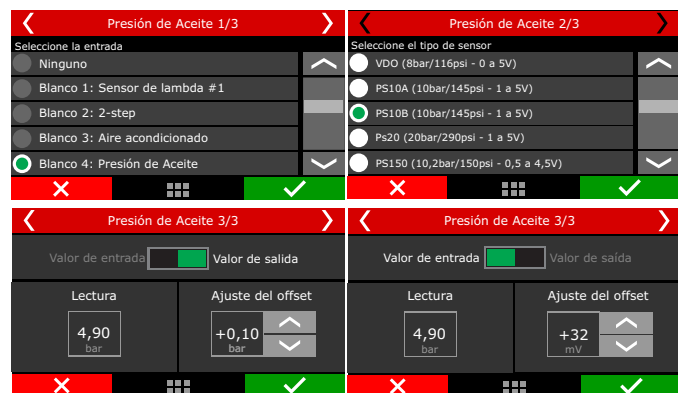 Presión de Aceite 1/3
Seleccione la entrada
Ninguno
Blanco 1: Sensor de lambda #1
Blanco 2: 2-step
Blanco 3: Aire acondicionado
Blanco 4: Presión de Aceite
Presión de Aceite 2/3
Seleccione el tipo de sensor
VDO (8bar/116psi - 0 a 5V)
PS10A (10bar/145psi - 1 a 5V)
PS10B (10bar/145psi - 1 a 5V)
Ps20 (20bar/290psi - 1 a 5V)
PS150 (10,2bar/150psi - 0,5 a 4,5V)
Presión de Aceite 3/3
Valor de entrada Valor de salida
Lectura
4,90
bar
Ajuste del offset
+0,10
bar
Presión de Aceite 3/3
Valor de entrada Valor de saída
Lectura
4,90
bar
Ajuste del offset
+32
mV